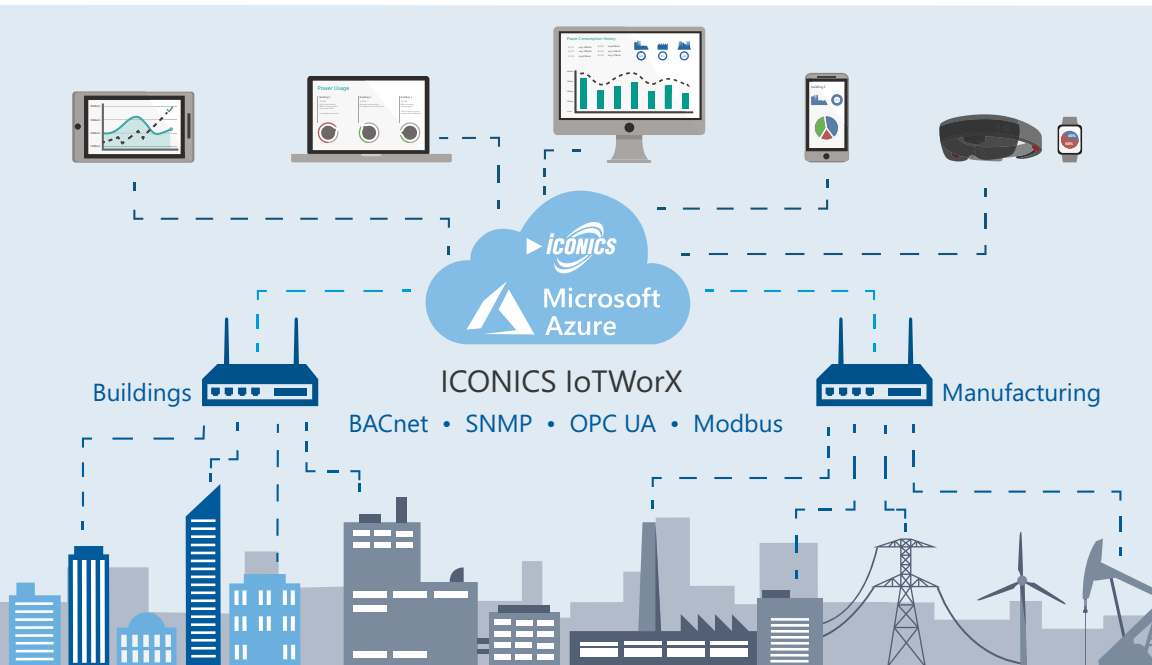 Power Consumption History
Power Usage
ICONICS
Microsoft
Azure
ICONICS IoTWorX
Buildings
Manufacturing
BACnet • SNMP • OPC UA • Modbus